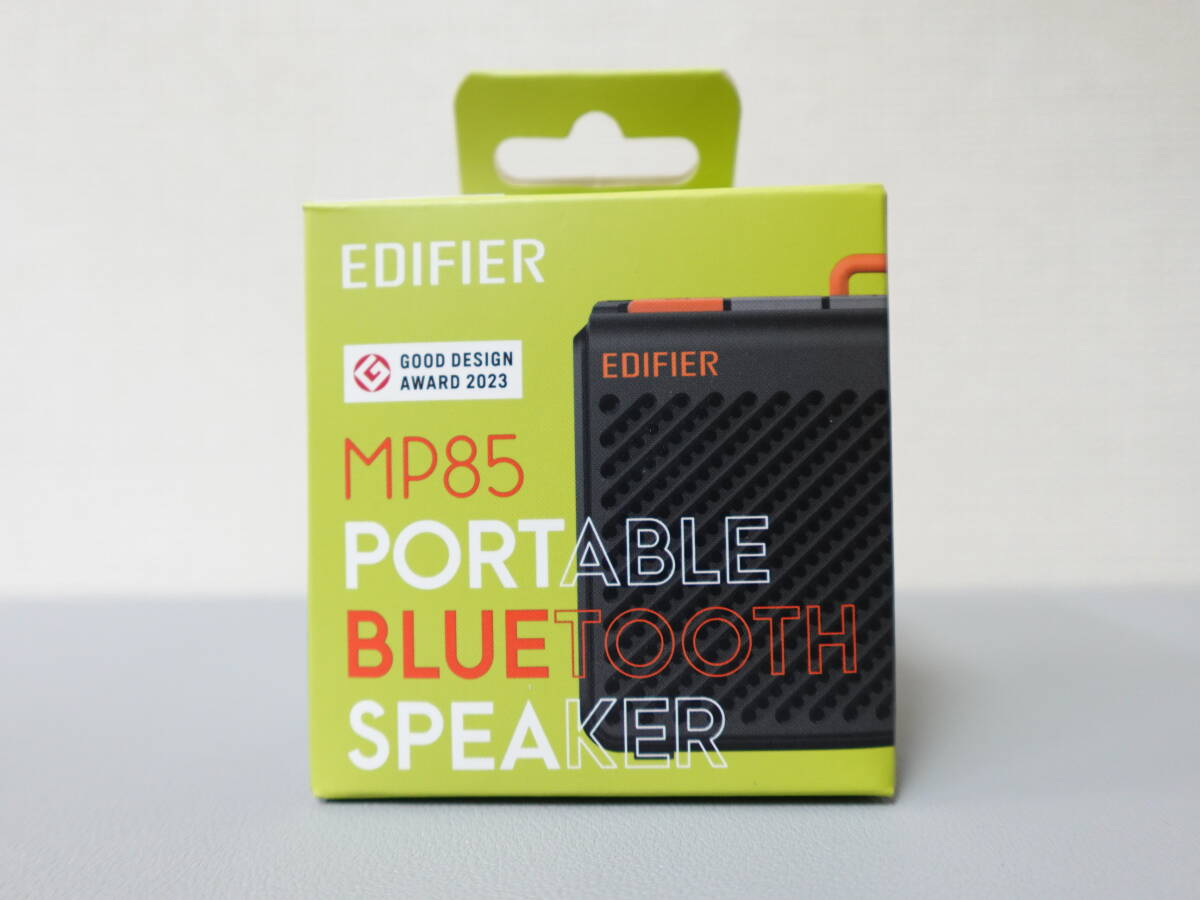 EDIFIER
GOOD DESIGN
AWARD 2023
EDIFIER
MP85
PORTABLE
BLUETOOTH
SPEAKER